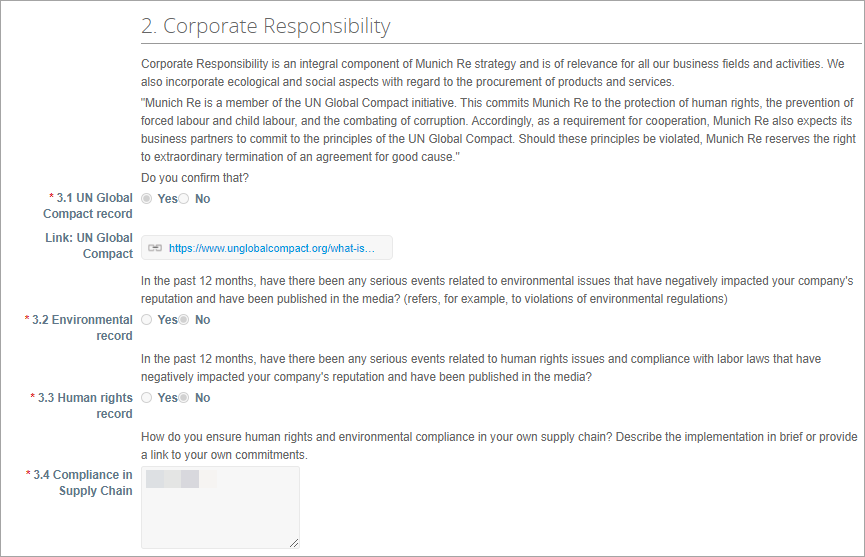 2. Corporate Responsibility
Corporate Responsibility is an integral component of Munich Re strategy and is of relevance for all our business fields and activities. We
also incorporate ecological and social aspects with regard to the procurement of products and services.
"Munich Re is a member of the UN Global Compact initiative. This commits Munich Re to the protection of human rights, the prevention of
forced labour and child labour, and the combating of corruption. Accordingly, as a requirement for cooperation, Munich Re also expects its
business partners to commit to the principles of the UN Global Compact. Should these principles be violated, Munich Re reserves the right
to extraordinary termination of an agreement for good cause."
Do you confirm that?
* 3.1 UN Global Yes No
Compact record
Link: UN Global
Compact https://www.unglobalcompact.org/what-is...
In the past 12 months, have there been any serious events related to environmental issues that have negatively impacted your company's
reputation and have been published in the media? (refers, for example, to violations of environmental regulations)
* 3.2 Environmental Yes No
record
In the past 12 months, have there been any serious events related to human rights issues and compliance with labor laws that have
negatively impacted your company's reputation and have been published in the media?
* 3.3 Human rights Yes No
record
How do you ensure human rights and environmental compliance in your own supply chain? Describe the implementation in brief or provide
a link to your own commitments.
* 3.4 Compliance in
Supply Chain